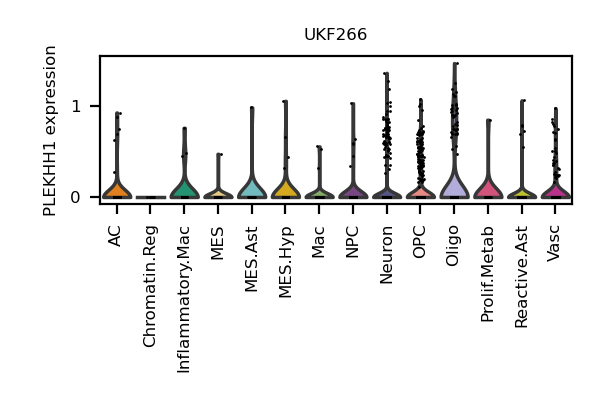 UKF266
PLEKHH1 expression
1
0
AC
Chromatin.Reg
Inflammatory.Mac
MES
MES.Ast
MES.Hyp
Mac
NPC
Neuron
OPC
Oligo
Prolif.Metab
Reactive.Ast
Vasc